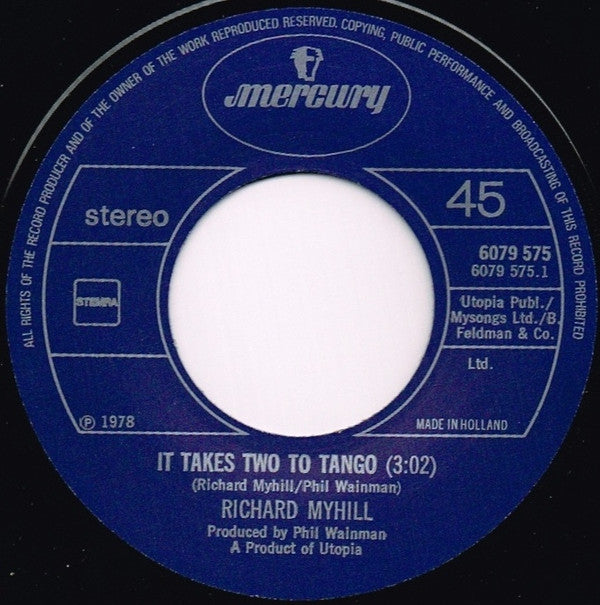 ALL RIGHTS OF THE RECORD PRODUCER AND OF THE OWNER OF THE WORK REPRODUCED RESERVED. COPYING, PUBLIC PERFORMANCE AND BROADCASTING OF THIS RECORD PROHIBITED
mercury
stereo
45
6079 575
6079 575.1
STEMRA
Utopia Publ./
Mysongs Ltd./B.
Feldman & Co.
Ltd.
℗ 1978
MADE IN HOLLAND
IT TAKES TWO TO TANGO (3:02)
(Richard Myhill/Phil Wainman)
RICHARD MYHILL
Produced by Phil Wainman
A Product of Utopia